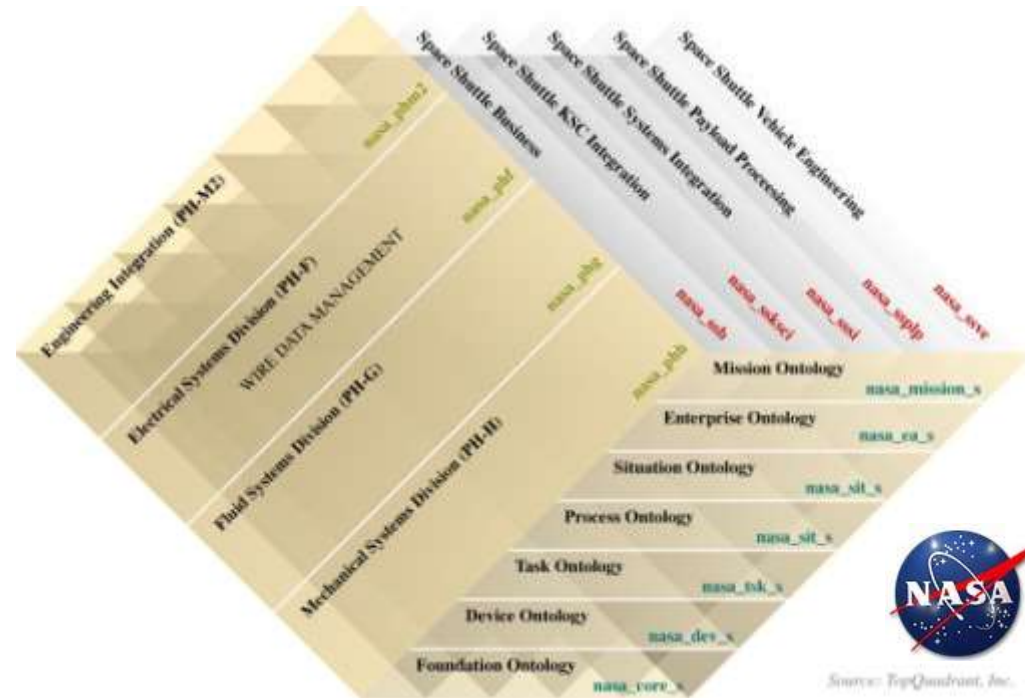 Space Shuttle Business
Space Shuttle KSC Integration
Space Shuttle Systems Integration
Space Shuttle Payload Proccesing
Space Shuttle Vehicle Engineering
nasa_ssb
nasa_ssksci
nasa_sssi
nasa_ssplp
nasa_ssve
Engineering Integration (PH-M2)
nasa_phm2
Electrical Systems Division (PH-F)
nasa_phf
WIRE DATA MANAGEMENT
Fluid Systems Division (PH-G)
nasa_phg
Mechanical Systems Division (PH-H)
nasa_phh
Mission Ontology
nasa_mission_s
Enterprise Ontology
nasa_ea_s
Situation Ontology
nasa_sit_s
Process Ontology
nasa_sit_s
Task Ontology
nasa_tsk_s
Device Ontology
nasa_dev_s
Foundation Ontology
nasa_core_s
NASA
Source: TopQuadrant, Inc.